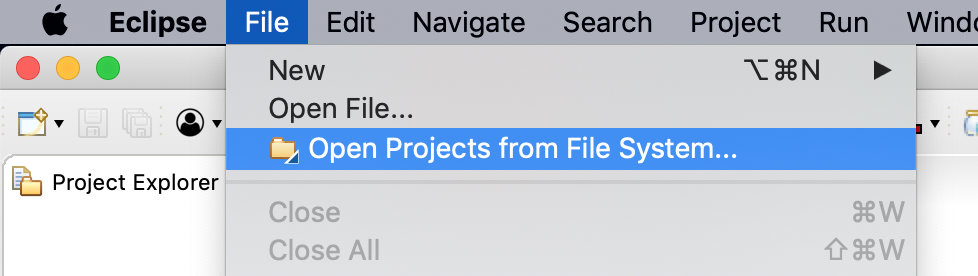 Eclipse File Edit Navigate Search Project Run Windo
New ⌥⌘N ▶
Open File...
Open Projects from File System...
Project Explorer
Close ⌘W
Close All ⇧⌘W